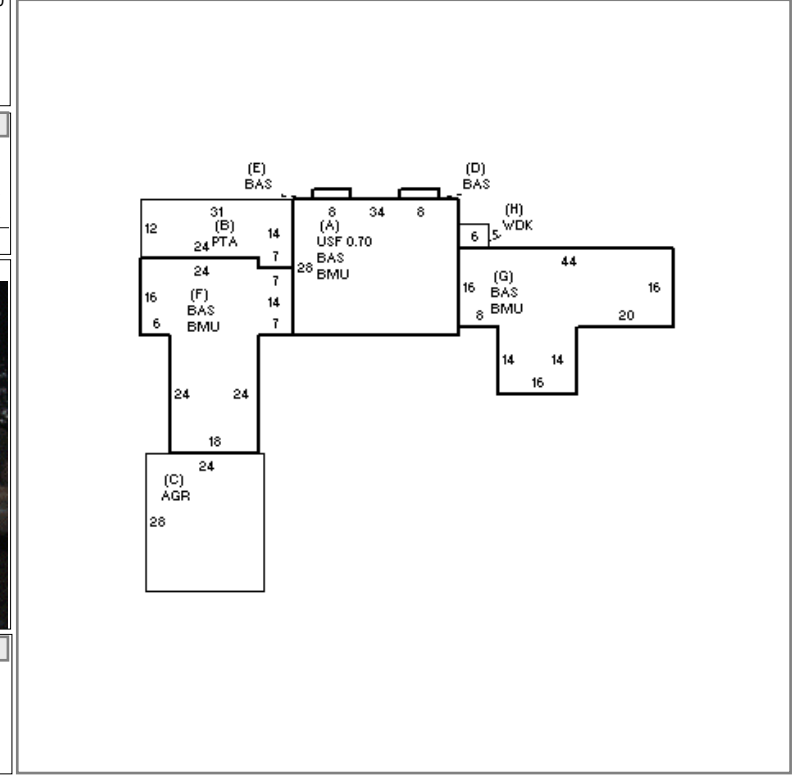 (E)
BAS
(D)
BAS
(H)
WDK
31
8
34
8
12
(B)
PTA
14
(A)
USF 0.70
BAS
BMU
6
5
24
7
28
44
24
7
16
(F)
BAS
BMU
14
16
(G)
BAS
BMU
16
6
7
8
20
14
14
16
24
24
18
24
(C)
AGR
28